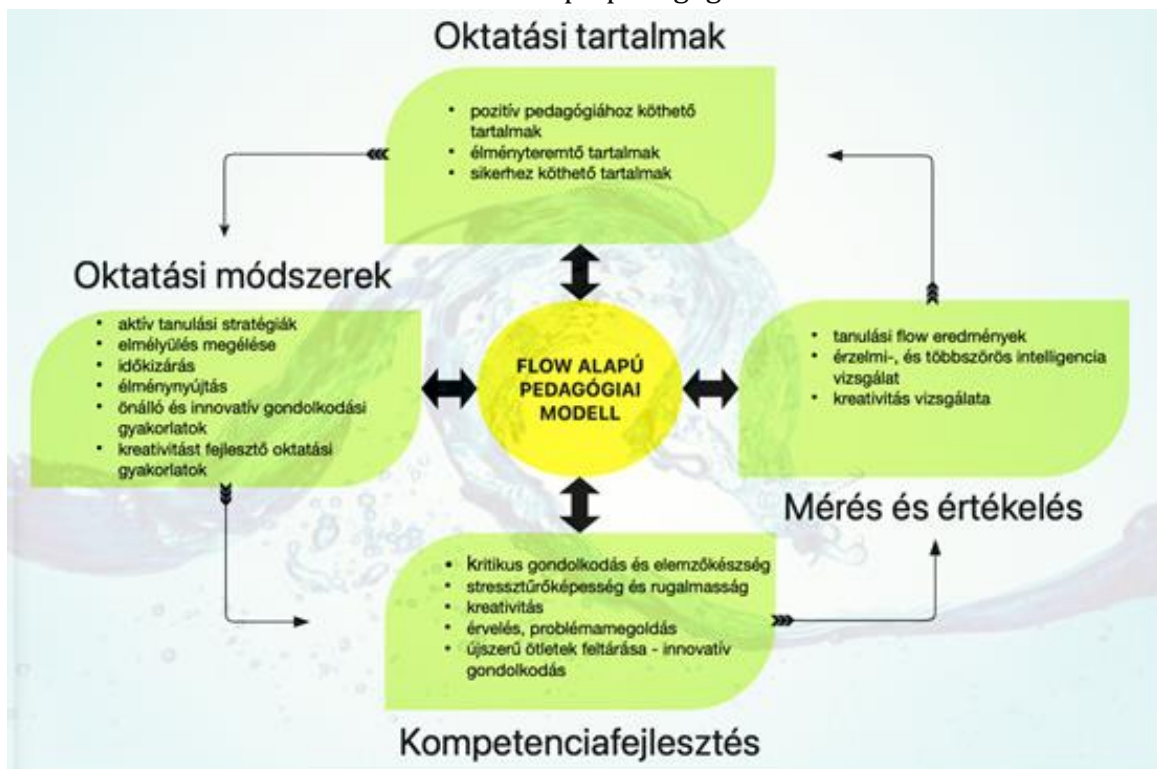 Oktatási tartalmak
• pozitív pedagógiához köthető
tartalmak
• élményteremtő tartalmak
• sikerhez köthető tartalmak
Oktatási módszerek
• aktív tanulási stratégiák
• elmélyülés megélése
• időkizárás
• élménynyújtás
• önálló és innovatív gondolkodási
gyakorlatok
• kreativitást fejlesztő oktatási
gyakorlatok
FLOW ALAPÚ
PEDAGÓGIAI
MODELL
• tanulási flow eredmények
• érzelmi-, és többszörös intelligencia
vizsgálat
• kreativitás vizsgálata
Mérés és értékelés
• Kritikus gondolkodás és elemzőkészség
• stressztűrőképesség és rugalmasság
• kreativitás
• érvelés, problémamegoldás
• újszerű ötletek feltárása - innovatív
gondolkodás
Kompetenciafejlesztés